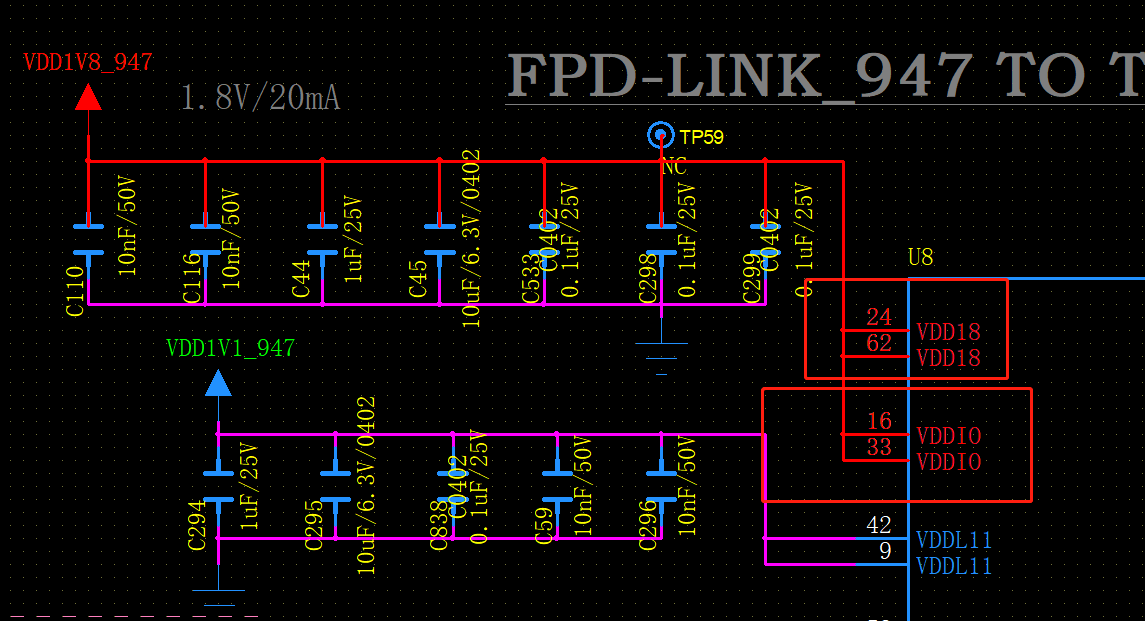 VDD1V8_947
1.8V/20mA
FPD-LINK_947 TO T
TP59
NC
C110
10nF/50V
C116
10nF/50V
C44
1uF/25V
C45
10uF/6.3V/0402
C533
C0402
0.1uF/25V
C298
0.1uF/25V
C299
C0402
0.1uF/25V
U8
24
VDD18
62
VDD18
16
VDDIO
33
VDDIO
42
VDDL11
9
VDDL11
VDD1V1_947
C294
1uF/25V
C295
10uF/6.3V/0402
C838
C0402
0.1uF/25V
C59
10nF/50V
C296
10nF/50V